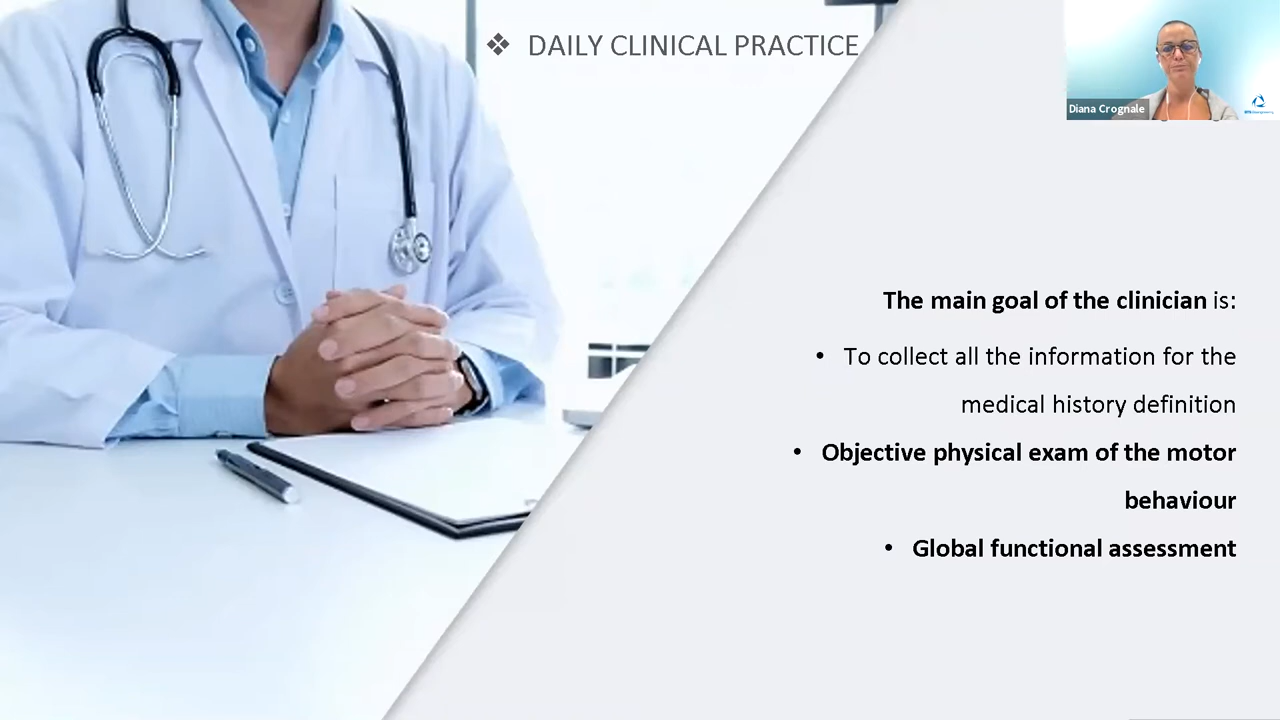 ❖ DAILY CLINICAL PRACTICE
Diana Crognale
The main goal of the clinician is:
• To collect all the information for the
medical history definition
• Objective physical exam of the motor
behaviour
• Global functional assessment